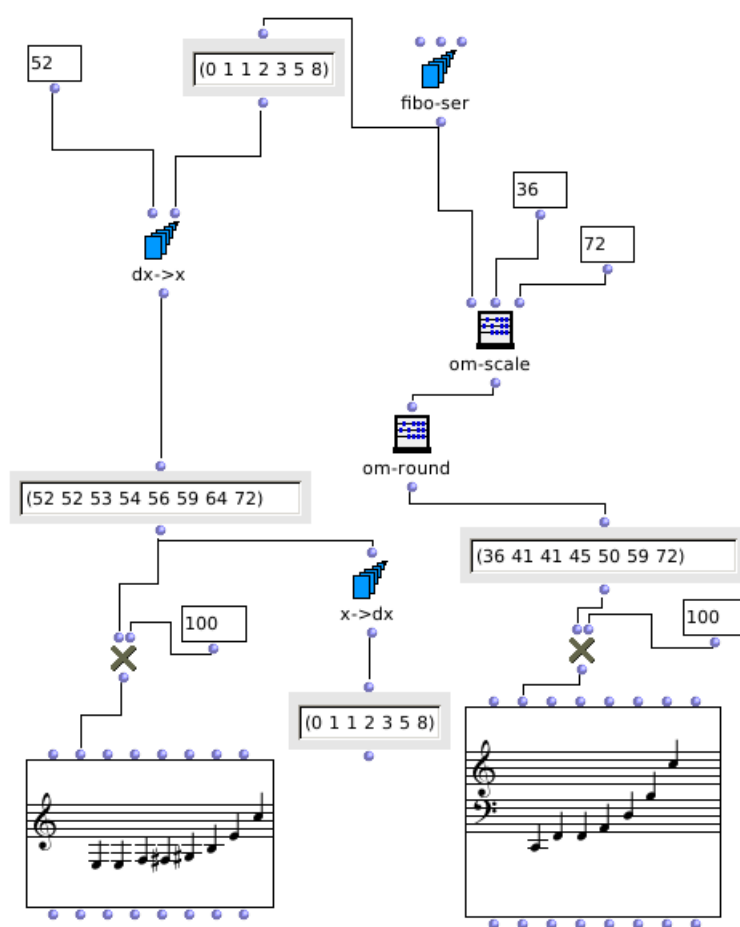 52
(0 1 1 2 3 5 8)
fibo-ser
36
72
dx->x
om-scale
om-round
(52 52 53 54 56 59 64 72)
(36 41 41 45 50 59 72)
x->dx
100
100
(0 1 1 2 3 5 8)